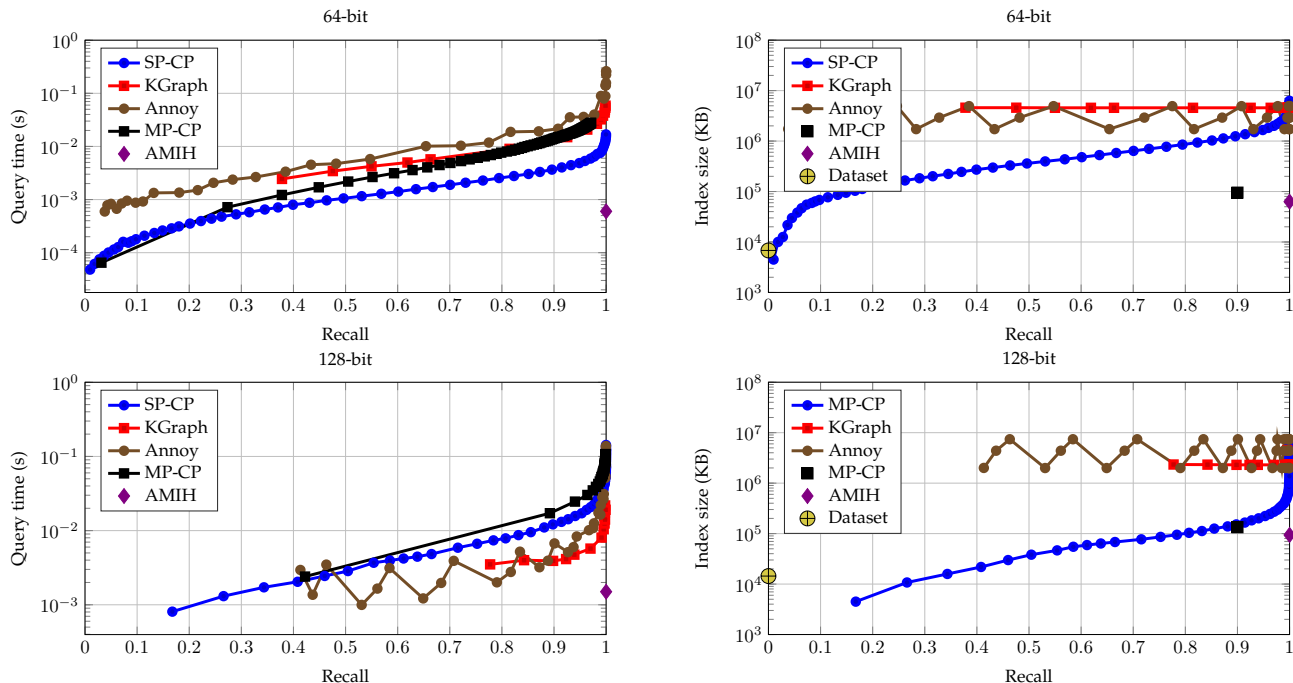 64-bit
10^0
10^−1
10^−2
10^−3
10^−4
Query time (s)
SP-CP
KGraph
Annoy
MP-CP
AMIH
0 0.1 0.2 0.3 0.4 0.5 0.6 0.7 0.8 0.9 1
Recall
64-bit
10^8
10^7
10^6
10^5
10^4
10^3
Index size (KB)
SP-CP
KGraph
Annoy
MP-CP
AMIH
Dataset
0 0.1 0.2 0.3 0.4 0.5 0.6 0.7 0.8 0.9 1
Recall
128-bit
10^0
10^−1
10^−2
10^−3
Query time (s)
SP-CP
KGraph
Annoy
MP-CP
AMIH
0 0.1 0.2 0.3 0.4 0.5 0.6 0.7 0.8 0.9 1
Recall
128-bit
10^8
10^7
10^6
10^5
10^4
10^3
Index size (KB)
MP-CP
KGraph
Annoy
MP-CP
AMIH
Dataset
0 0.1 0.2 0.3 0.4 0.5 0.6 0.7 0.8 0.9 1
Recall